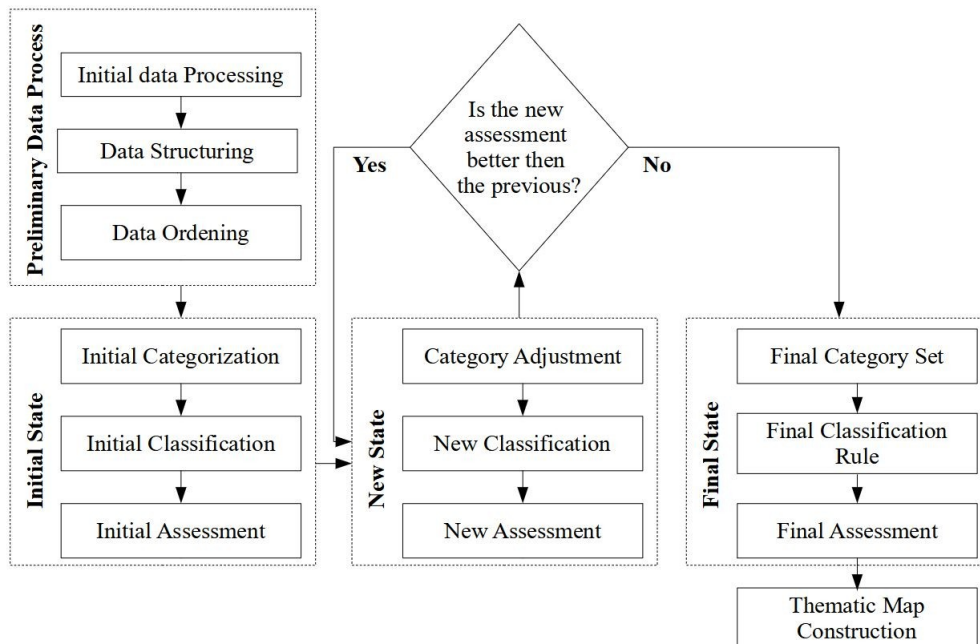 Preliminary Data Process
Initial data Processing
Data Structuring
Data Ordening
Is the new
assessment
better then
the previous?
Yes
No
Initial State
Initial Categorization
Initial Classification
Initial Assessment
New State
Category Adjustment
New Classification
New Assessment
Final State
Final Category Set
Final Classification
Rule
Final Assessment
Thematic Map
Construction